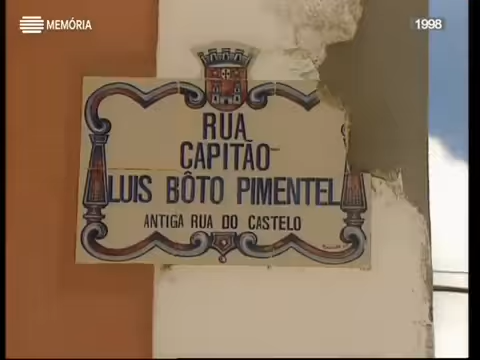 MEMÓRIA
1998
RUA
CAPITÃO
LUIS BÔTO PIMENTEL
ANTIGA RUA DO CASTELO